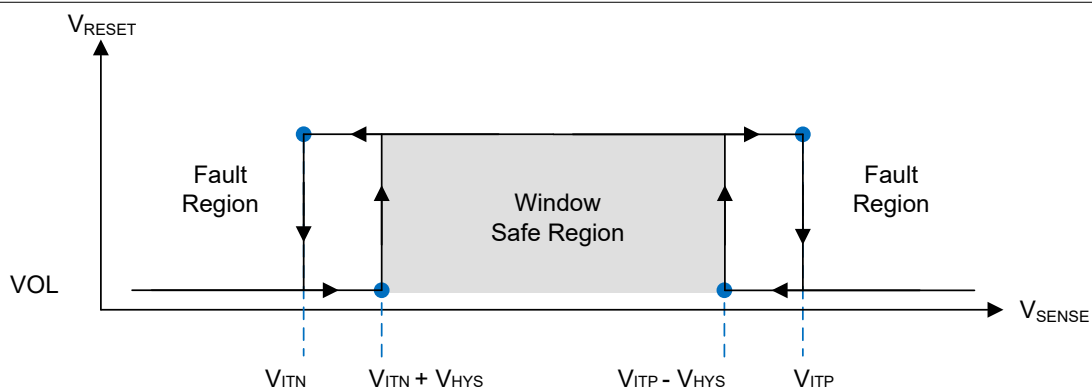 VRESET
Fault
Region
Window
Safe Region
Fault
Region
VOL
VSENSE
VITN
VITN + VHYS
VITP - VHYS
VITP